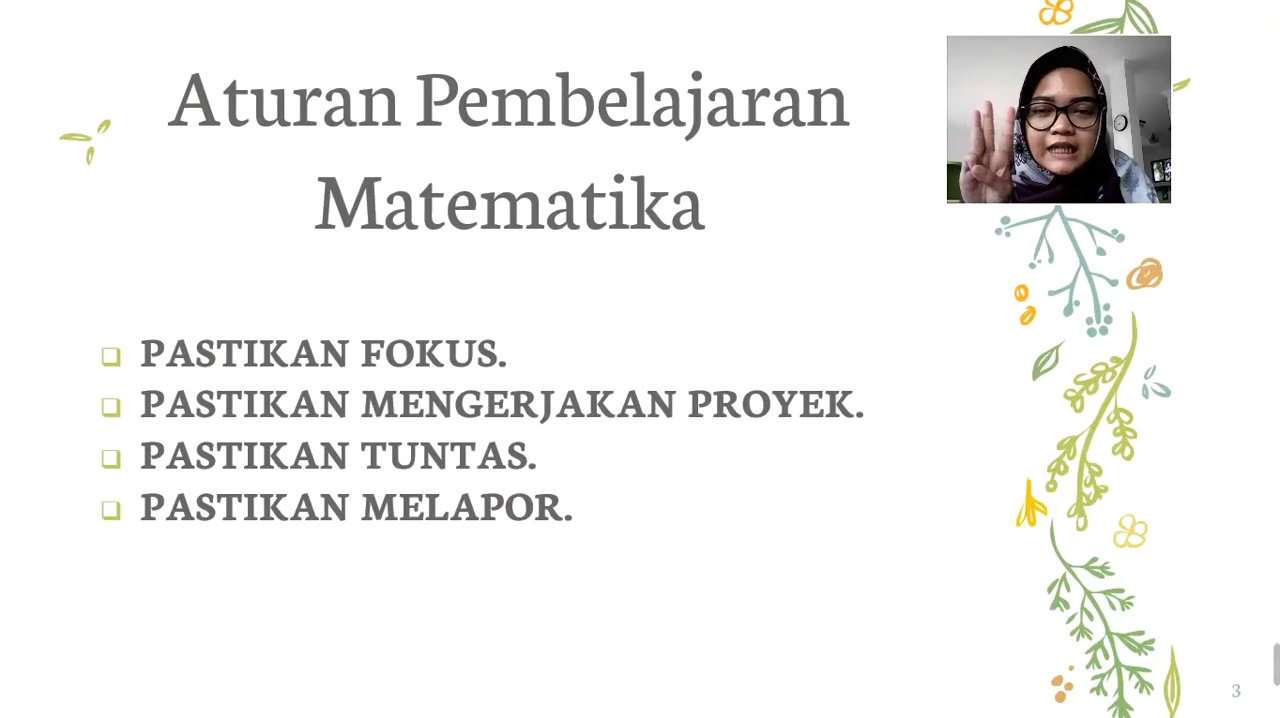 Aturan Pembelajaran
Matematika
PASTIKAN FOKUS.
PASTIKAN MENGERJAKAN PROYEK.
PASTIKAN TUNTAS.
PASTIKAN MELAPOR.
3